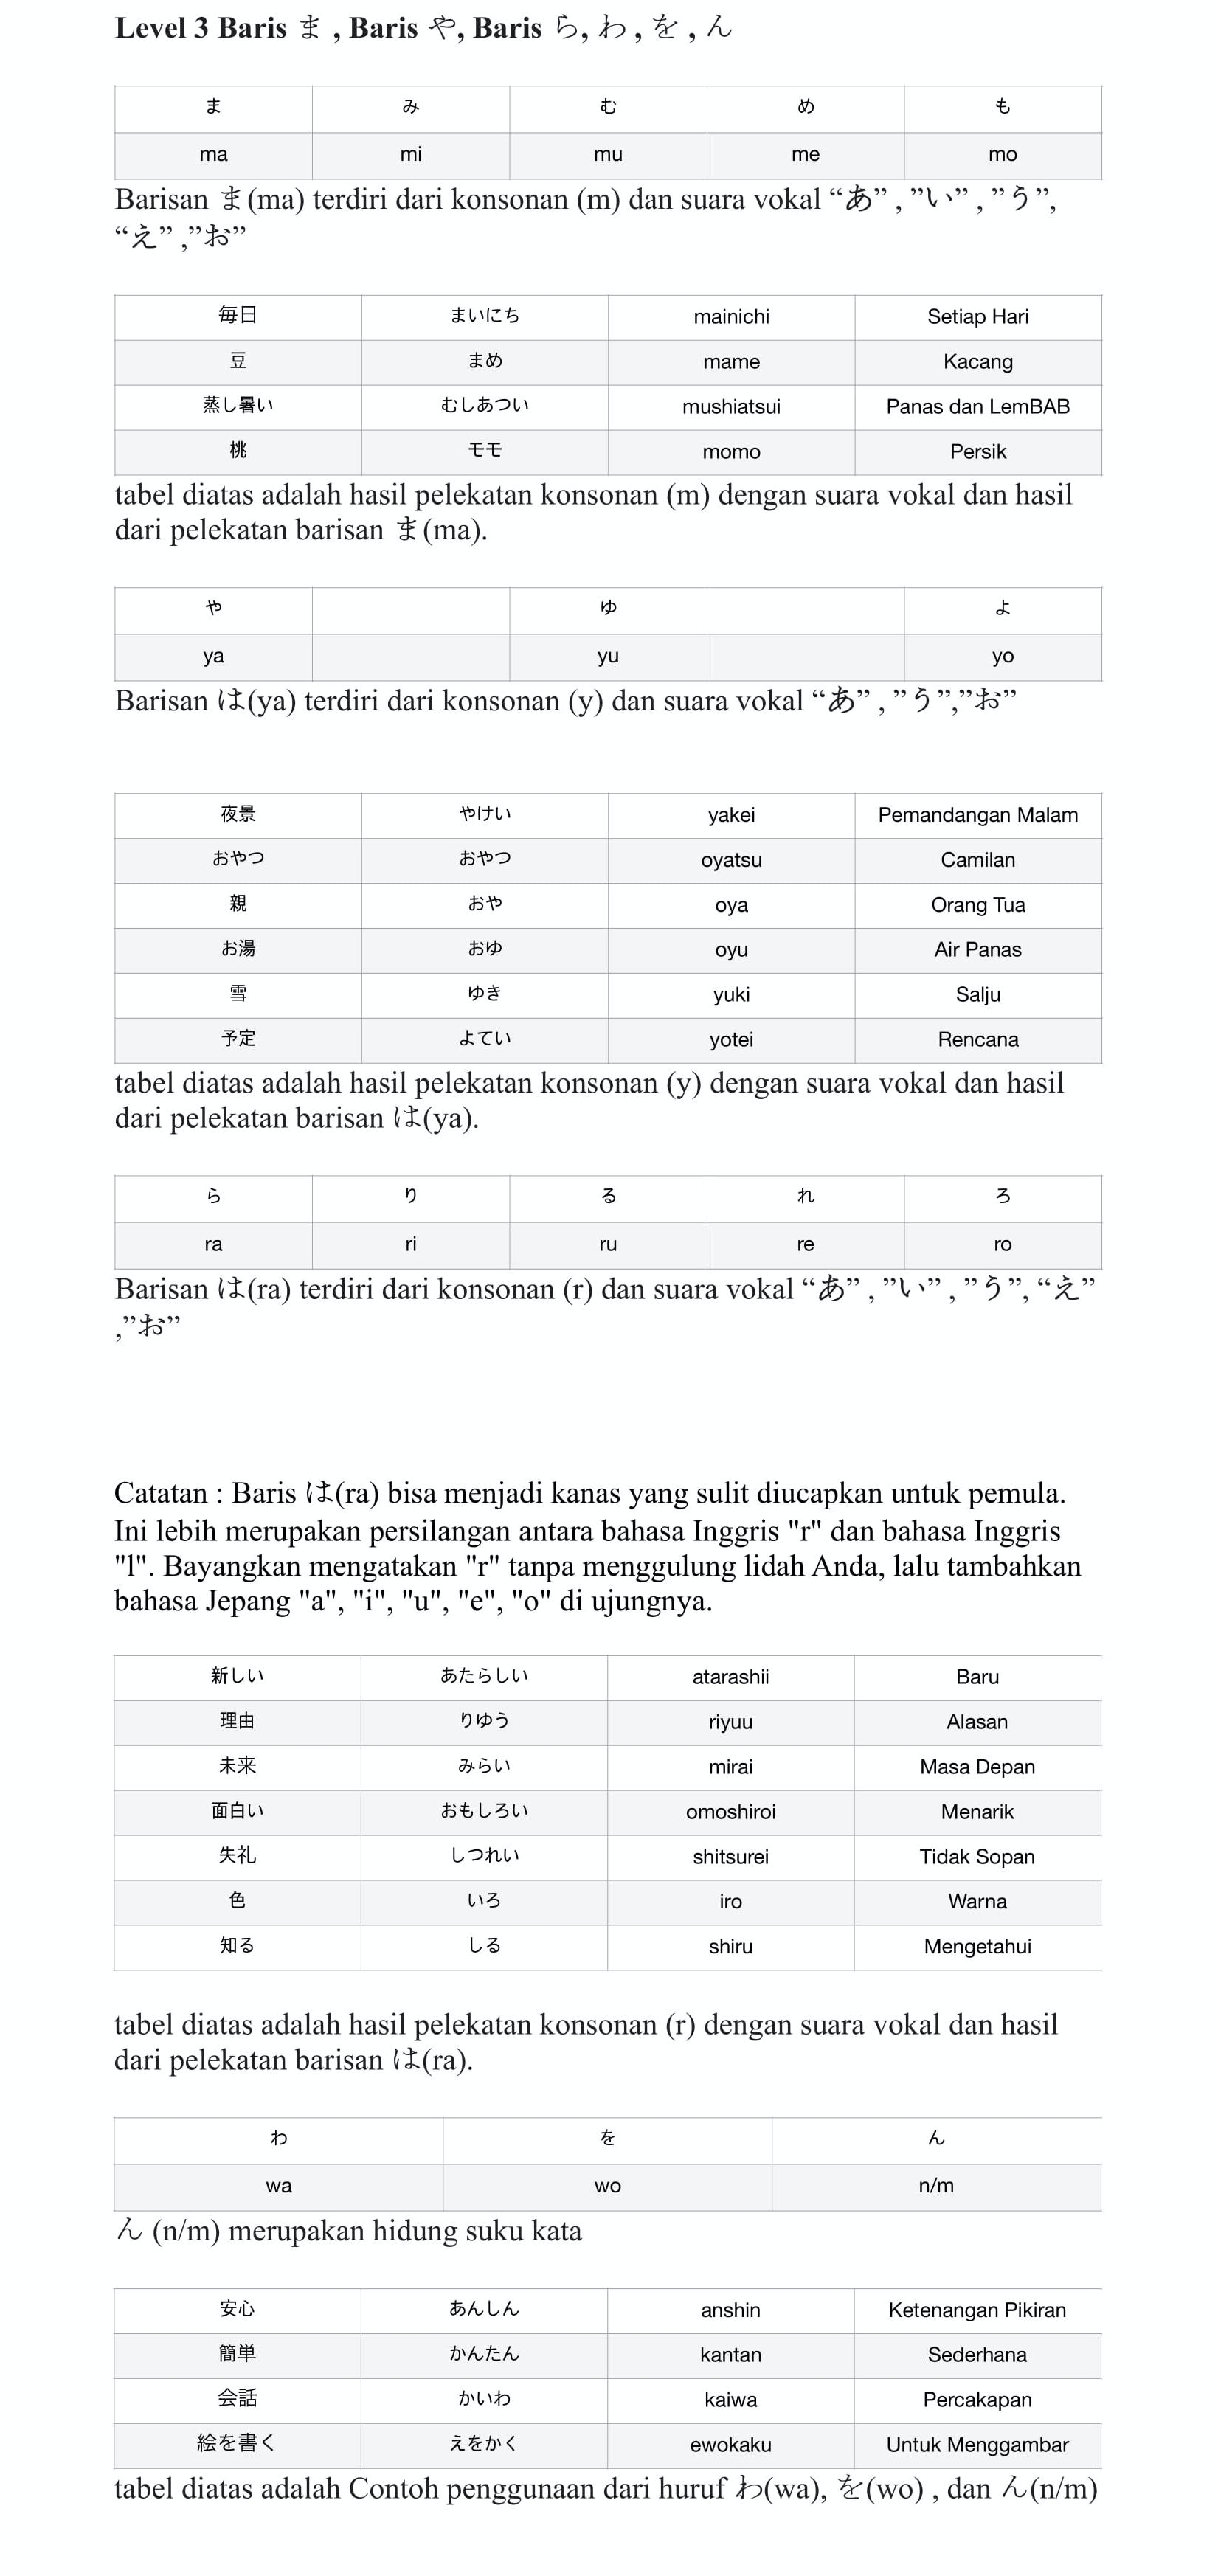 Level 3 Baris ま , Baris や, Baris ら, わ , を , ん
ま み む め も
ma mi mu me mo
Barisan ま(ma) terdiri dari konsonan (m) dan suara vokal “あ” , ”い” , ”う”,
“え” ,”お”
毎日 まいにち mainichi Setiap Hari
豆 まめ mame Kacang
蒸し暑い むしあつい mushiatsui Panas dan LemBAB
桃 モモ momo Persik
tabel diatas adalah hasil pelekatan konsonan (m) dengan suara vokal dan hasil
dari pelekatan barisan ま(ma).
や ゆ よ
ya yu yo
Barisan は(ya) terdiri dari konsonan (y) dan suara vokal “あ” , ”う”,”お”
夜景 やけい yakei Pemandangan Malam
おやつ おやつ oyatsu Camilan
親 おや oya Orang Tua
お湯 おゆ oyu Air Panas
雪 ゆき yuki Salju
予定 よてい yotei Rencana
tabel diatas adalah hasil pelekatan konsonan (y) dengan suara vokal dan hasil
dari pelekatan barisan は(ya).
ら り る れ ろ
ra ri ru re ro
Barisan は(ra) terdiri dari konsonan (r) dan suara vokal “あ” , ”い” , ”う”, “え”
,”お”
Catatan : Baris は(ra) bisa menjadi kanas yang sulit diucapkan untuk pemula.
Ini lebih merupakan persilangan antara bahasa Inggris "r" dan bahasa Inggris
"l". Bayangkan mengatakan "r" tanpa menggulung lidah Anda, lalu tambahkan
bahasa Jepang "a", "i", "u", "e", "o" di ujungnya.
新しい あたらしい atarashii Baru
理由 りゆう riyuu Alasan
未来 みらい mirai Masa Depan
面白い おもしろい omoshiroi Menarik
失礼 しつれい shitsurei Tidak Sopan
色 いろ iro Warna
知る しる shiru Mengetahui
tabel diatas adalah hasil pelekatan konsonan (r) dengan suara vokal dan hasil
dari pelekatan barisan は(ra).
わ を ん
wa wo n/m
ん (n/m) merupakan hidung suku kata
安心 あんしん anshin Ketenangan Pikiran
簡単 かんたん kantan Sederhana
会話 かいわ kaiwa Percakapan
絵を書く えをかく ewokaku Untuk Menggambar
tabel diatas adalah Contoh penggunaan dari huruf わ(wa), を(wo) , dan ん(n/m)